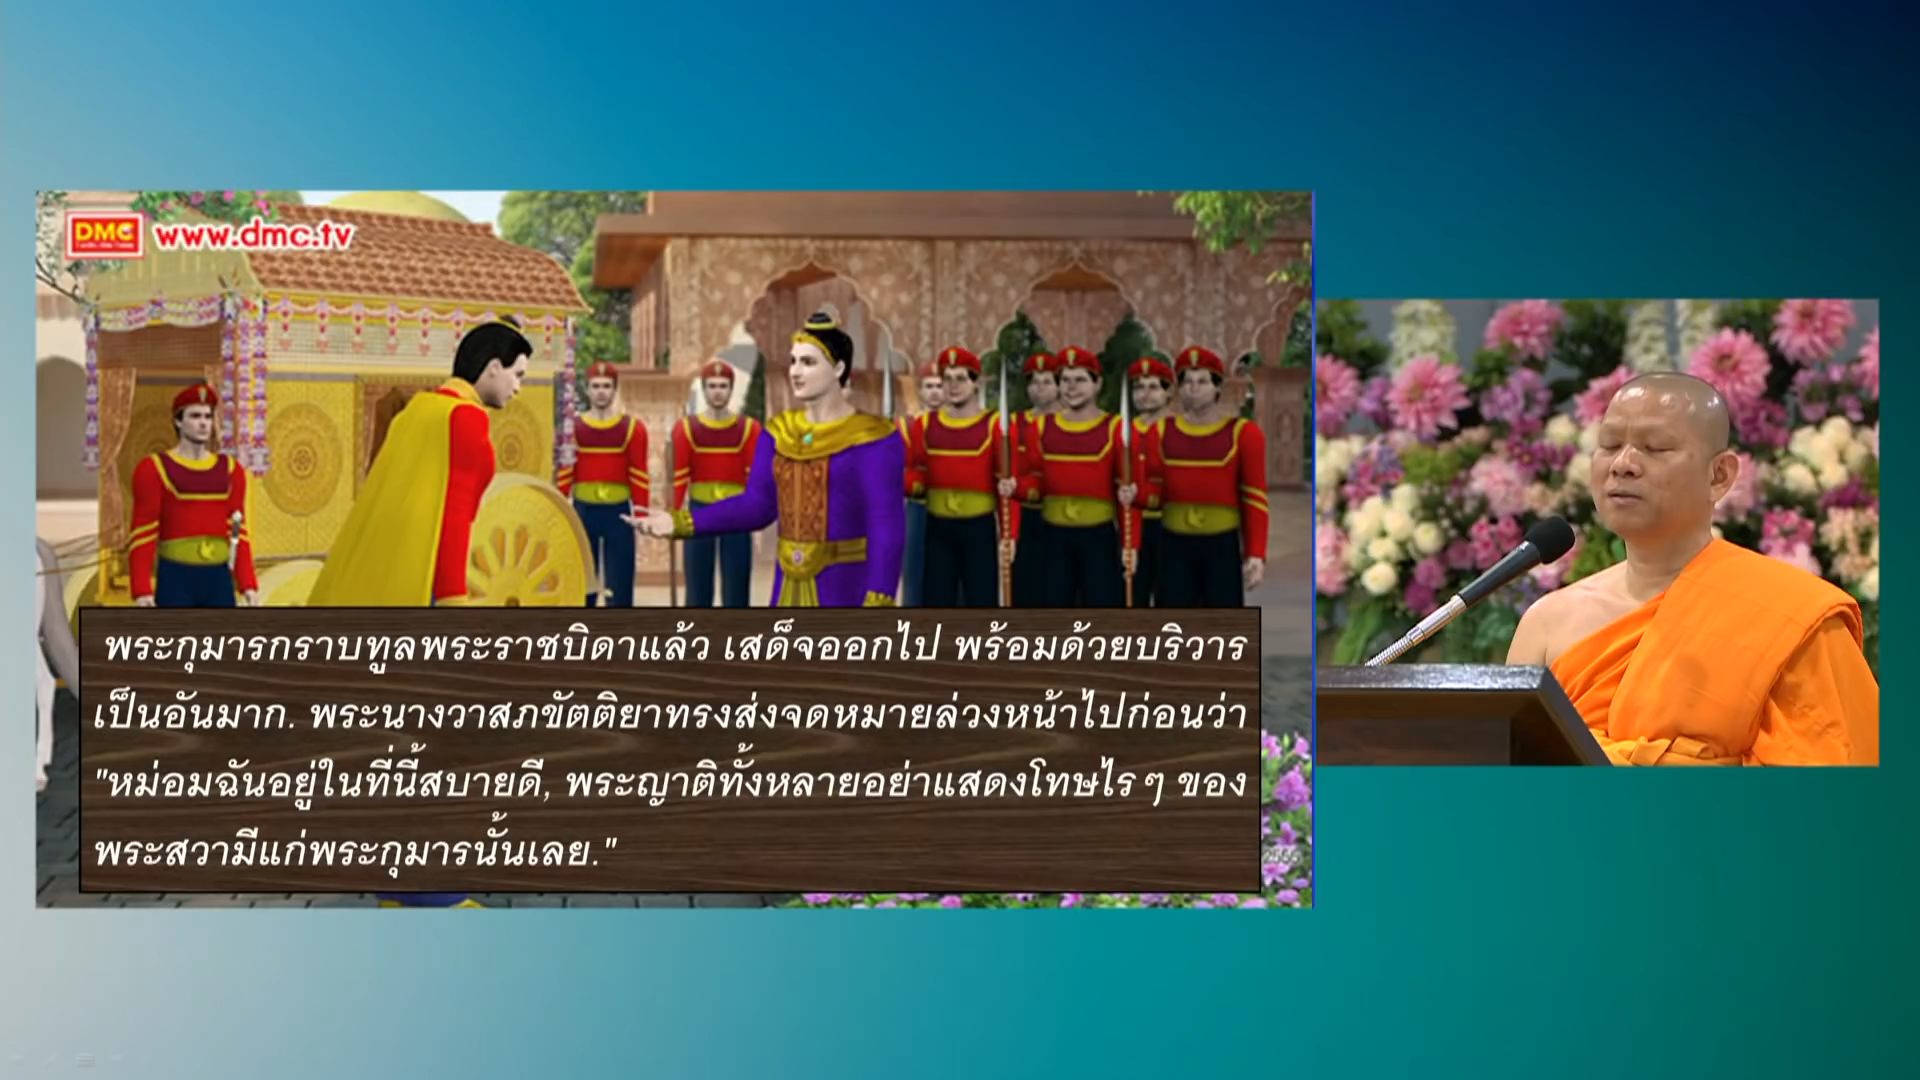 DMC www.dmc.tv
พระกุมารกราบทูลพระราชบิดาแล้ว เสด็จออกไป พร้อมด้วยบริวาร
เป็นอันมาก. พระนางวาสภขัตติยาทรงส่งจดหมายล่วงหน้าไปก่อนว่า
"หม่อมฉันอยู่ในที่นี้สบายดี, พระญาติทั้งหลายอย่าแสดงโทษไรๆ ของ
พระสวามีแก่พระกุมารนั้นเลย."